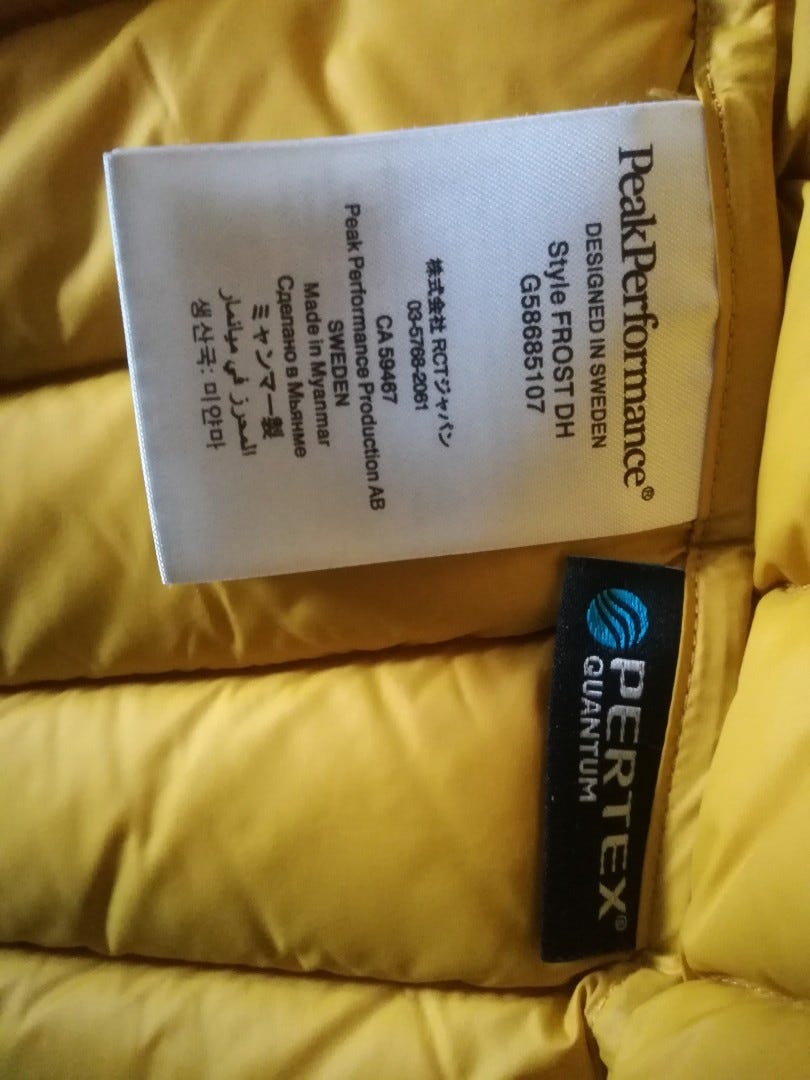 PeakPerformance®
DESIGNED IN SWEDEN
Style FROST DH
G58685107
株式会社 RCTジャパン
03-5768-2061
CA 59467
Peak Performance Production AB
SWEDEN
Made in Myanmar
Сделано в Мьянме
ミャンマー製
المحرز في ميانمار
생산국: 미얀마
PERTEX®
QUANTUM